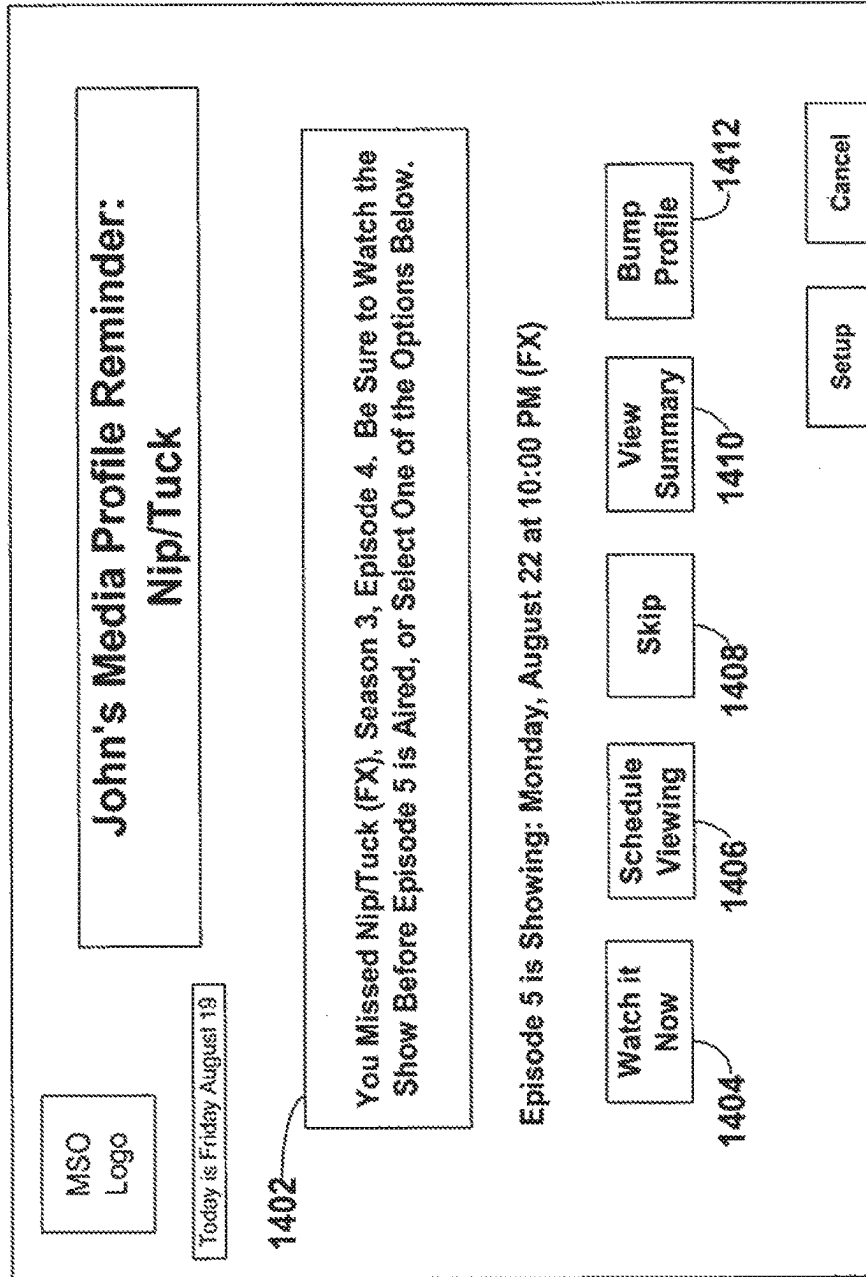 MSO
Logo
John's Media Profile Reminder:
Nip/Tuck
Today is Friday August 19
1402
You Missed Nip/Tuck (FX), Season 3, Episode 4. Be Sure to Watch the
Show Before Episode 5 is Aired, or Select One of the Options Below.
Episode 5 is Showing: Monday, August 22 at 10:00 PM (FX)
Watch it
Now
1404
Schedule
Viewing
1406
Skip
1408
View
Summary
1410
Bump
Profile
1412
Setup
Cancel